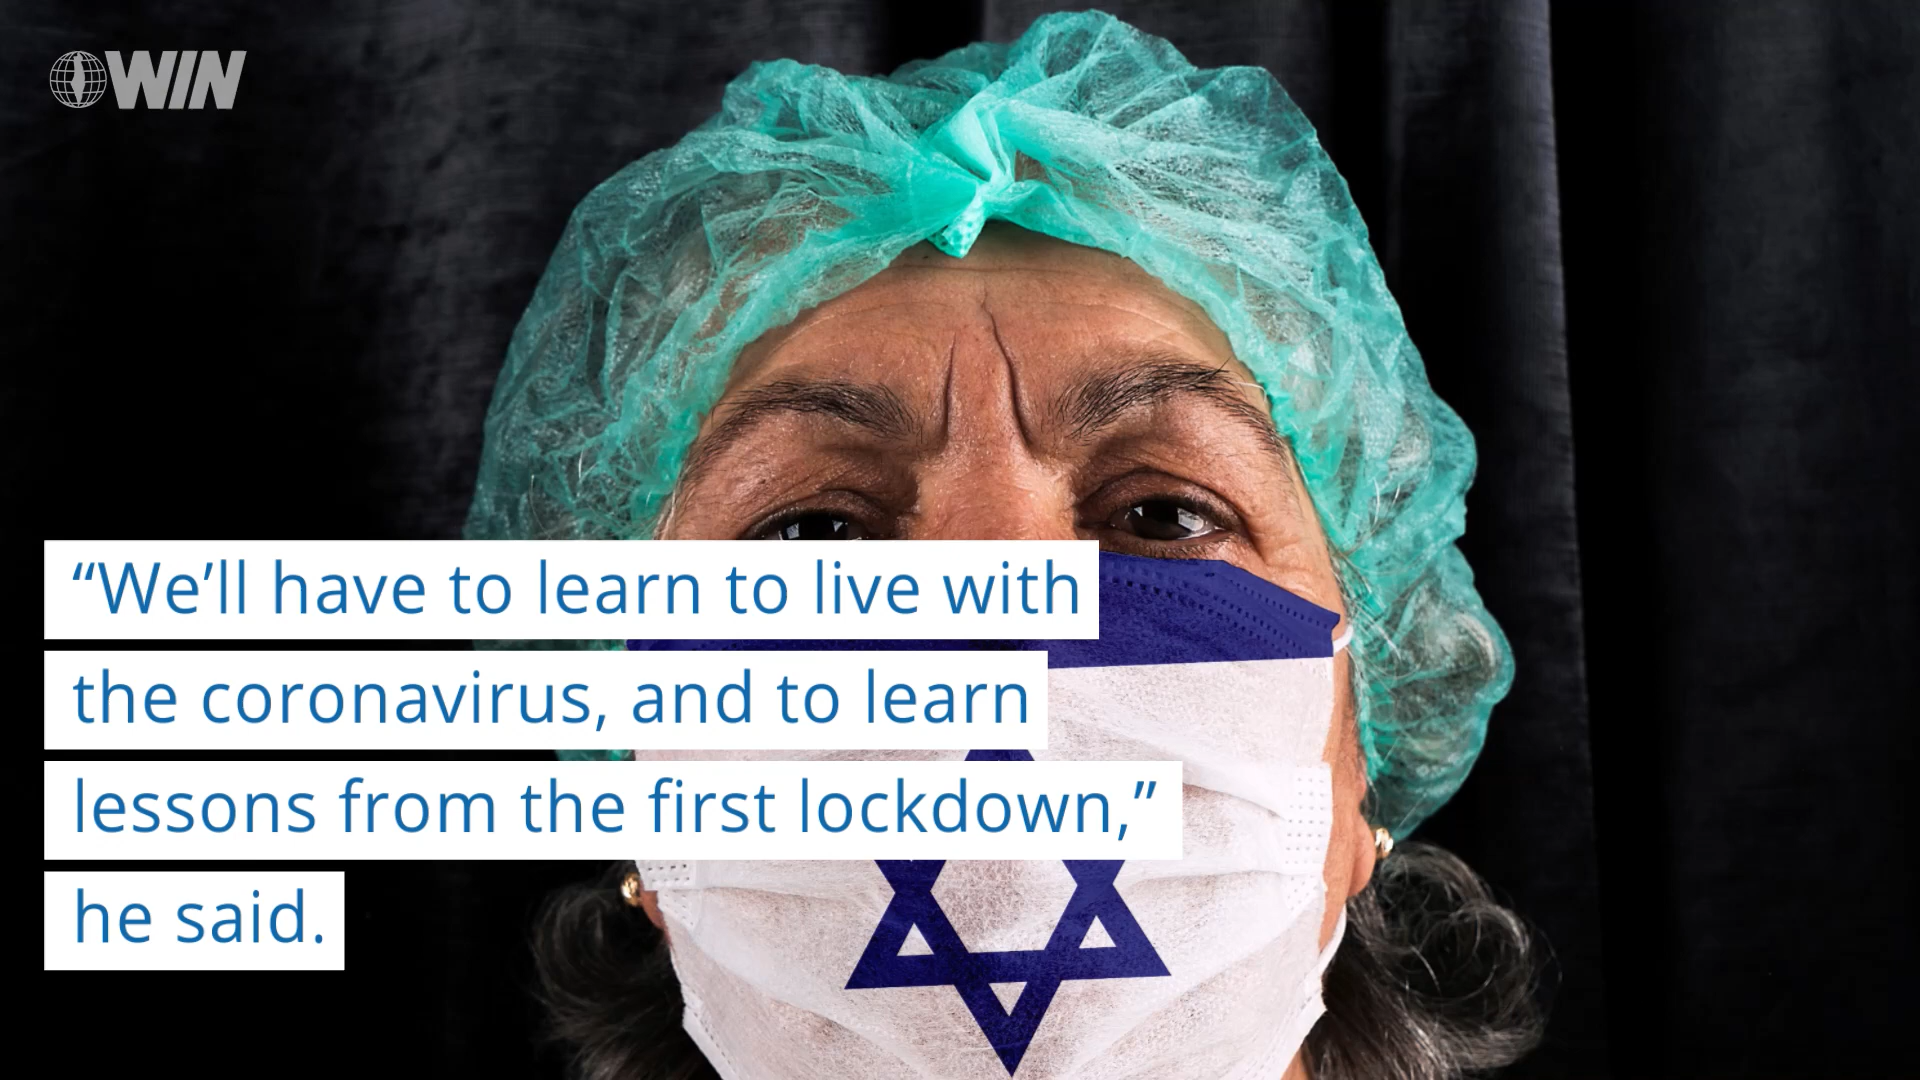 WIN
“We’ll have to learn to live with
the coronavirus, and to learn
lessons from the first lockdown,”
he said.